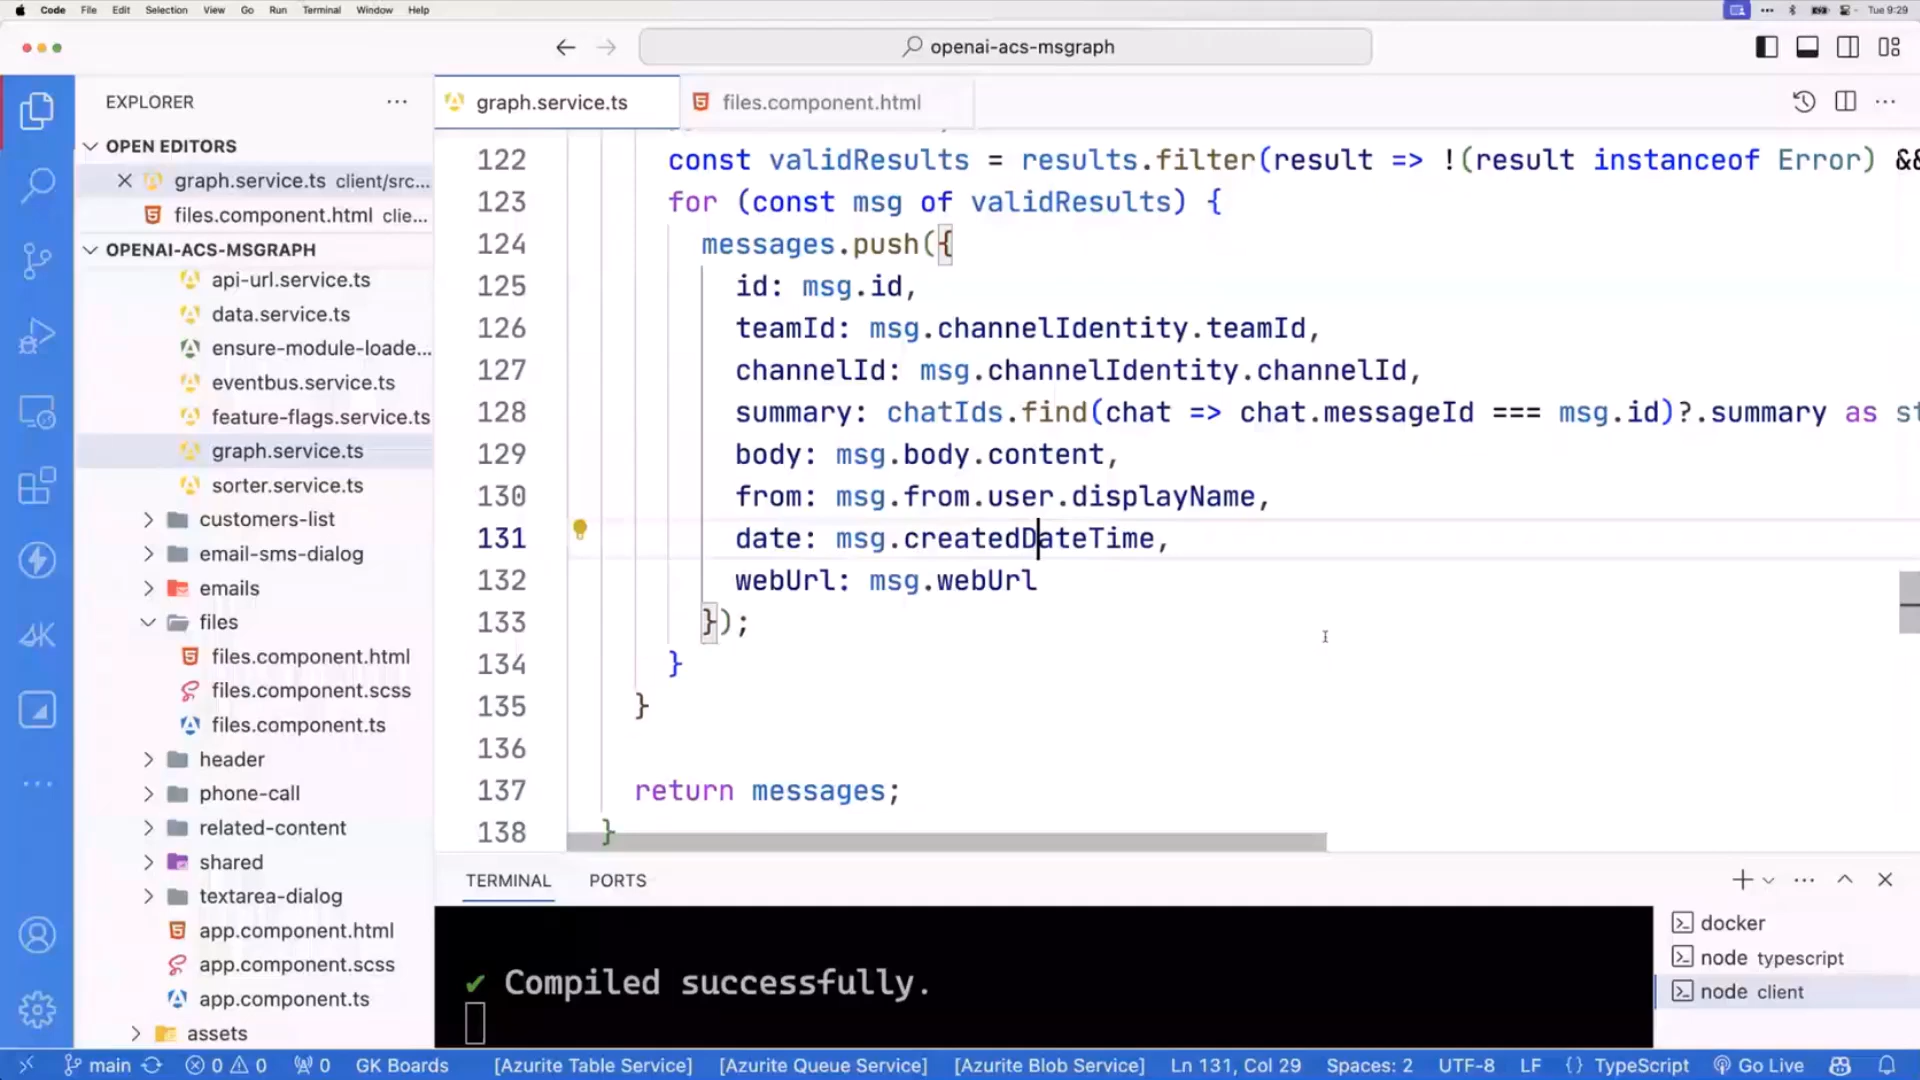 Code File Edit Selection View Go Run Terminal Window Help Tue 9:29
openai-acs-msgraph
EXPLORER
OPEN EDITORS
graph.service.ts client/src...
files.component.html clie...
OPENAI-ACS-MSGRAPH
api-url.service.ts
data.service.ts
ensure-module-loade...
eventbus.service.ts
feature-flags.service.ts
graph.service.ts
sorter.service.ts
customers-list
email-sms-dialog
emails
files
files.component.html
files.component.scss
files.component.ts
header
phone-call
related-content
shared
textarea-dialog
app.component.html
app.component.scss
app.component.ts
assets
graph.service.ts files.component.html
122 const validResults = results.filter(result => !(result instanceof Error) &&
123 for (const msg of validResults) {
124 messages.push({
125 id: msg.id,
126 teamId: msg.channelIdentity.teamId,
127 channelId: msg.channelIdentity.channelId,
128 summary: chatIds.find(chat => chat.messageId === msg.id)?.summary as st
129 body: msg.body.content,
130 from: msg.from.user.displayName,
131 date: msg.createdDateTime,
132 webUrl: msg.webUrl
133 });
134 }
135 }
136
137 return messages;
138 }
TERMINAL PORTS
✔ Compiled successfully.
docker
node typescript
node client
main 0 0 0 GK Boards [Azurite Table Service] [Azurite Queue Service] [Azurite Blob Service] Ln 131, Col 29 Spaces: 2 UTF-8 LF {} TypeScript Go Live